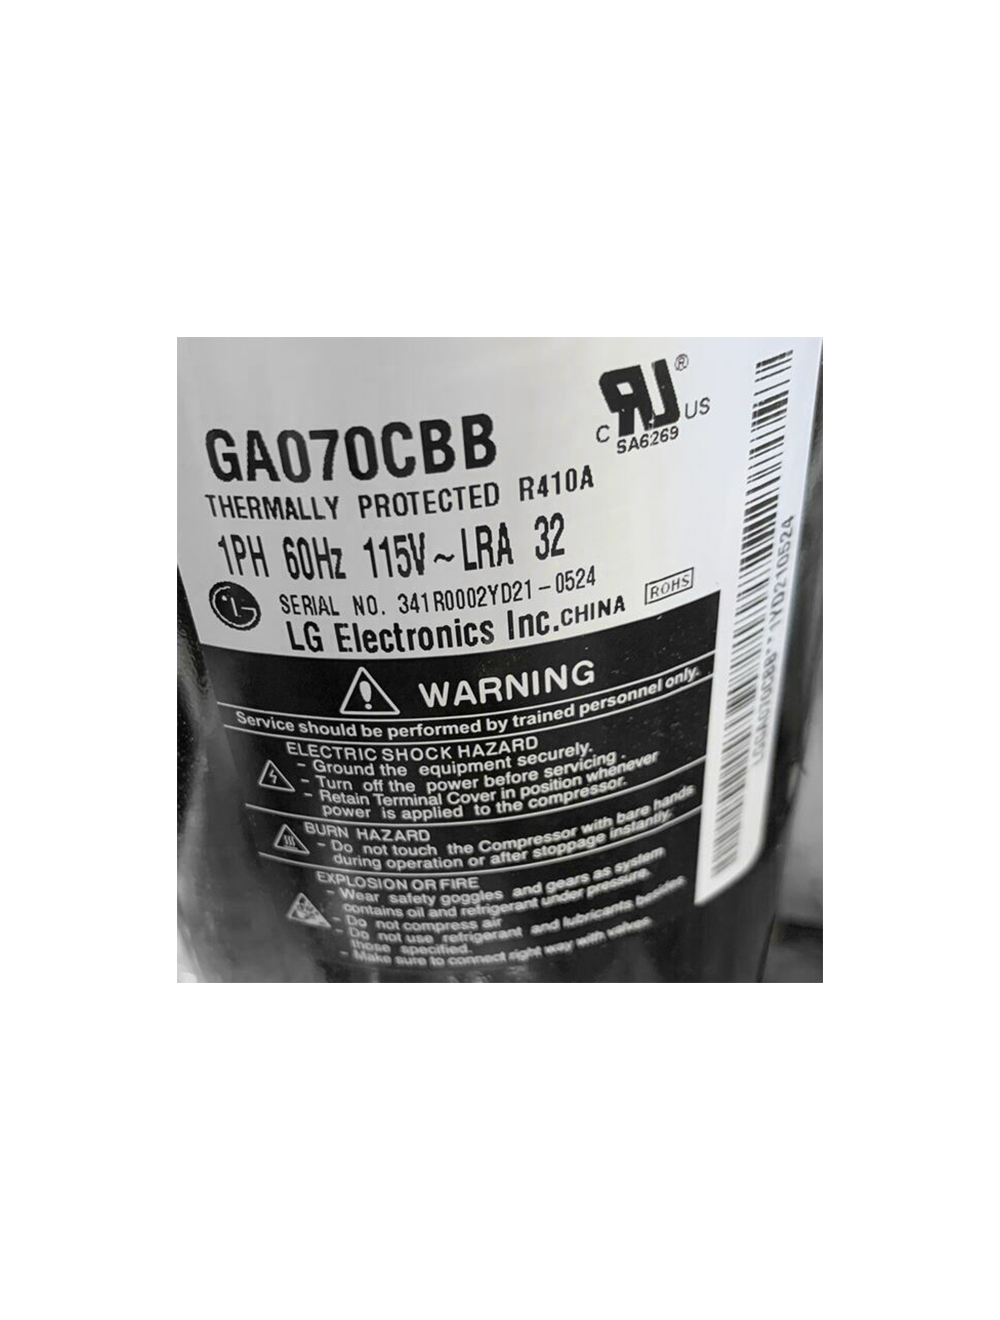 GA070CBB
C RU ® US
SA6269
THERMALLY PROTECTED R410A
1PH 60Hz 115V ~ LRA 32
SERIAL NO. 341R0002YD21-0524
ROHS
LG LG Electronics Inc. CHINA
WARNING
Service should be performed by trained personnel only.
ELECTRIC SHOCK HAZARD
- Ground the equipment securely.
- Turn off the power before servicing.
- Retain Terminal Cover in position whenever
power is applied to the compressor.
BURN HAZARD
- Do not touch the Compressor with bare hands
during operation or after stoppage instantly.
EXPLOSION OR FIRE
- Wear safety goggles and gears as system
contains oil and refrigerant under pressure.
- Do not compress air
- Do not use refrigerant and lubricants besides
those specified.
- Make sure to connect right way with valves.